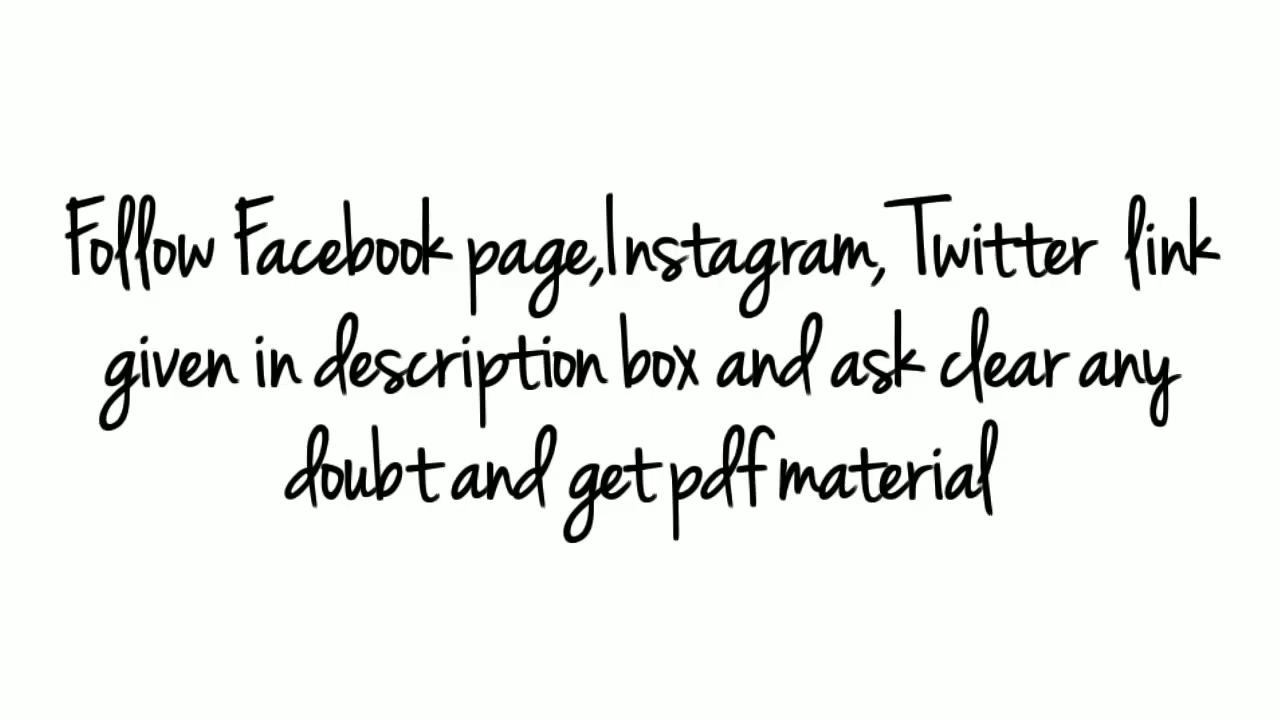 Follow Facebook page,Instagram, Twitter link
given in description box and ask clear any
doubt and get pdf material